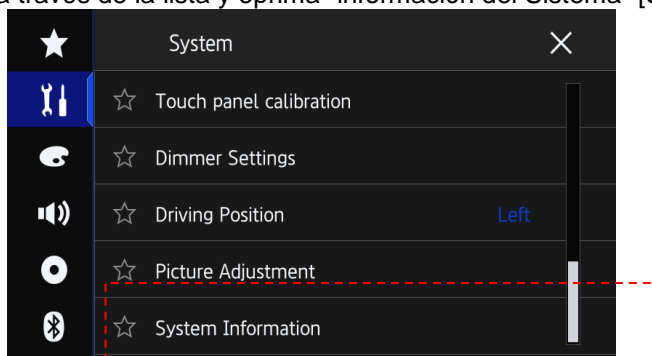 a través de la lista y oprima "Información del Sistema" [S
System
Touch panel calibration
Dimmer Settings
Driving Position Left
Picture Adjustment
System Information